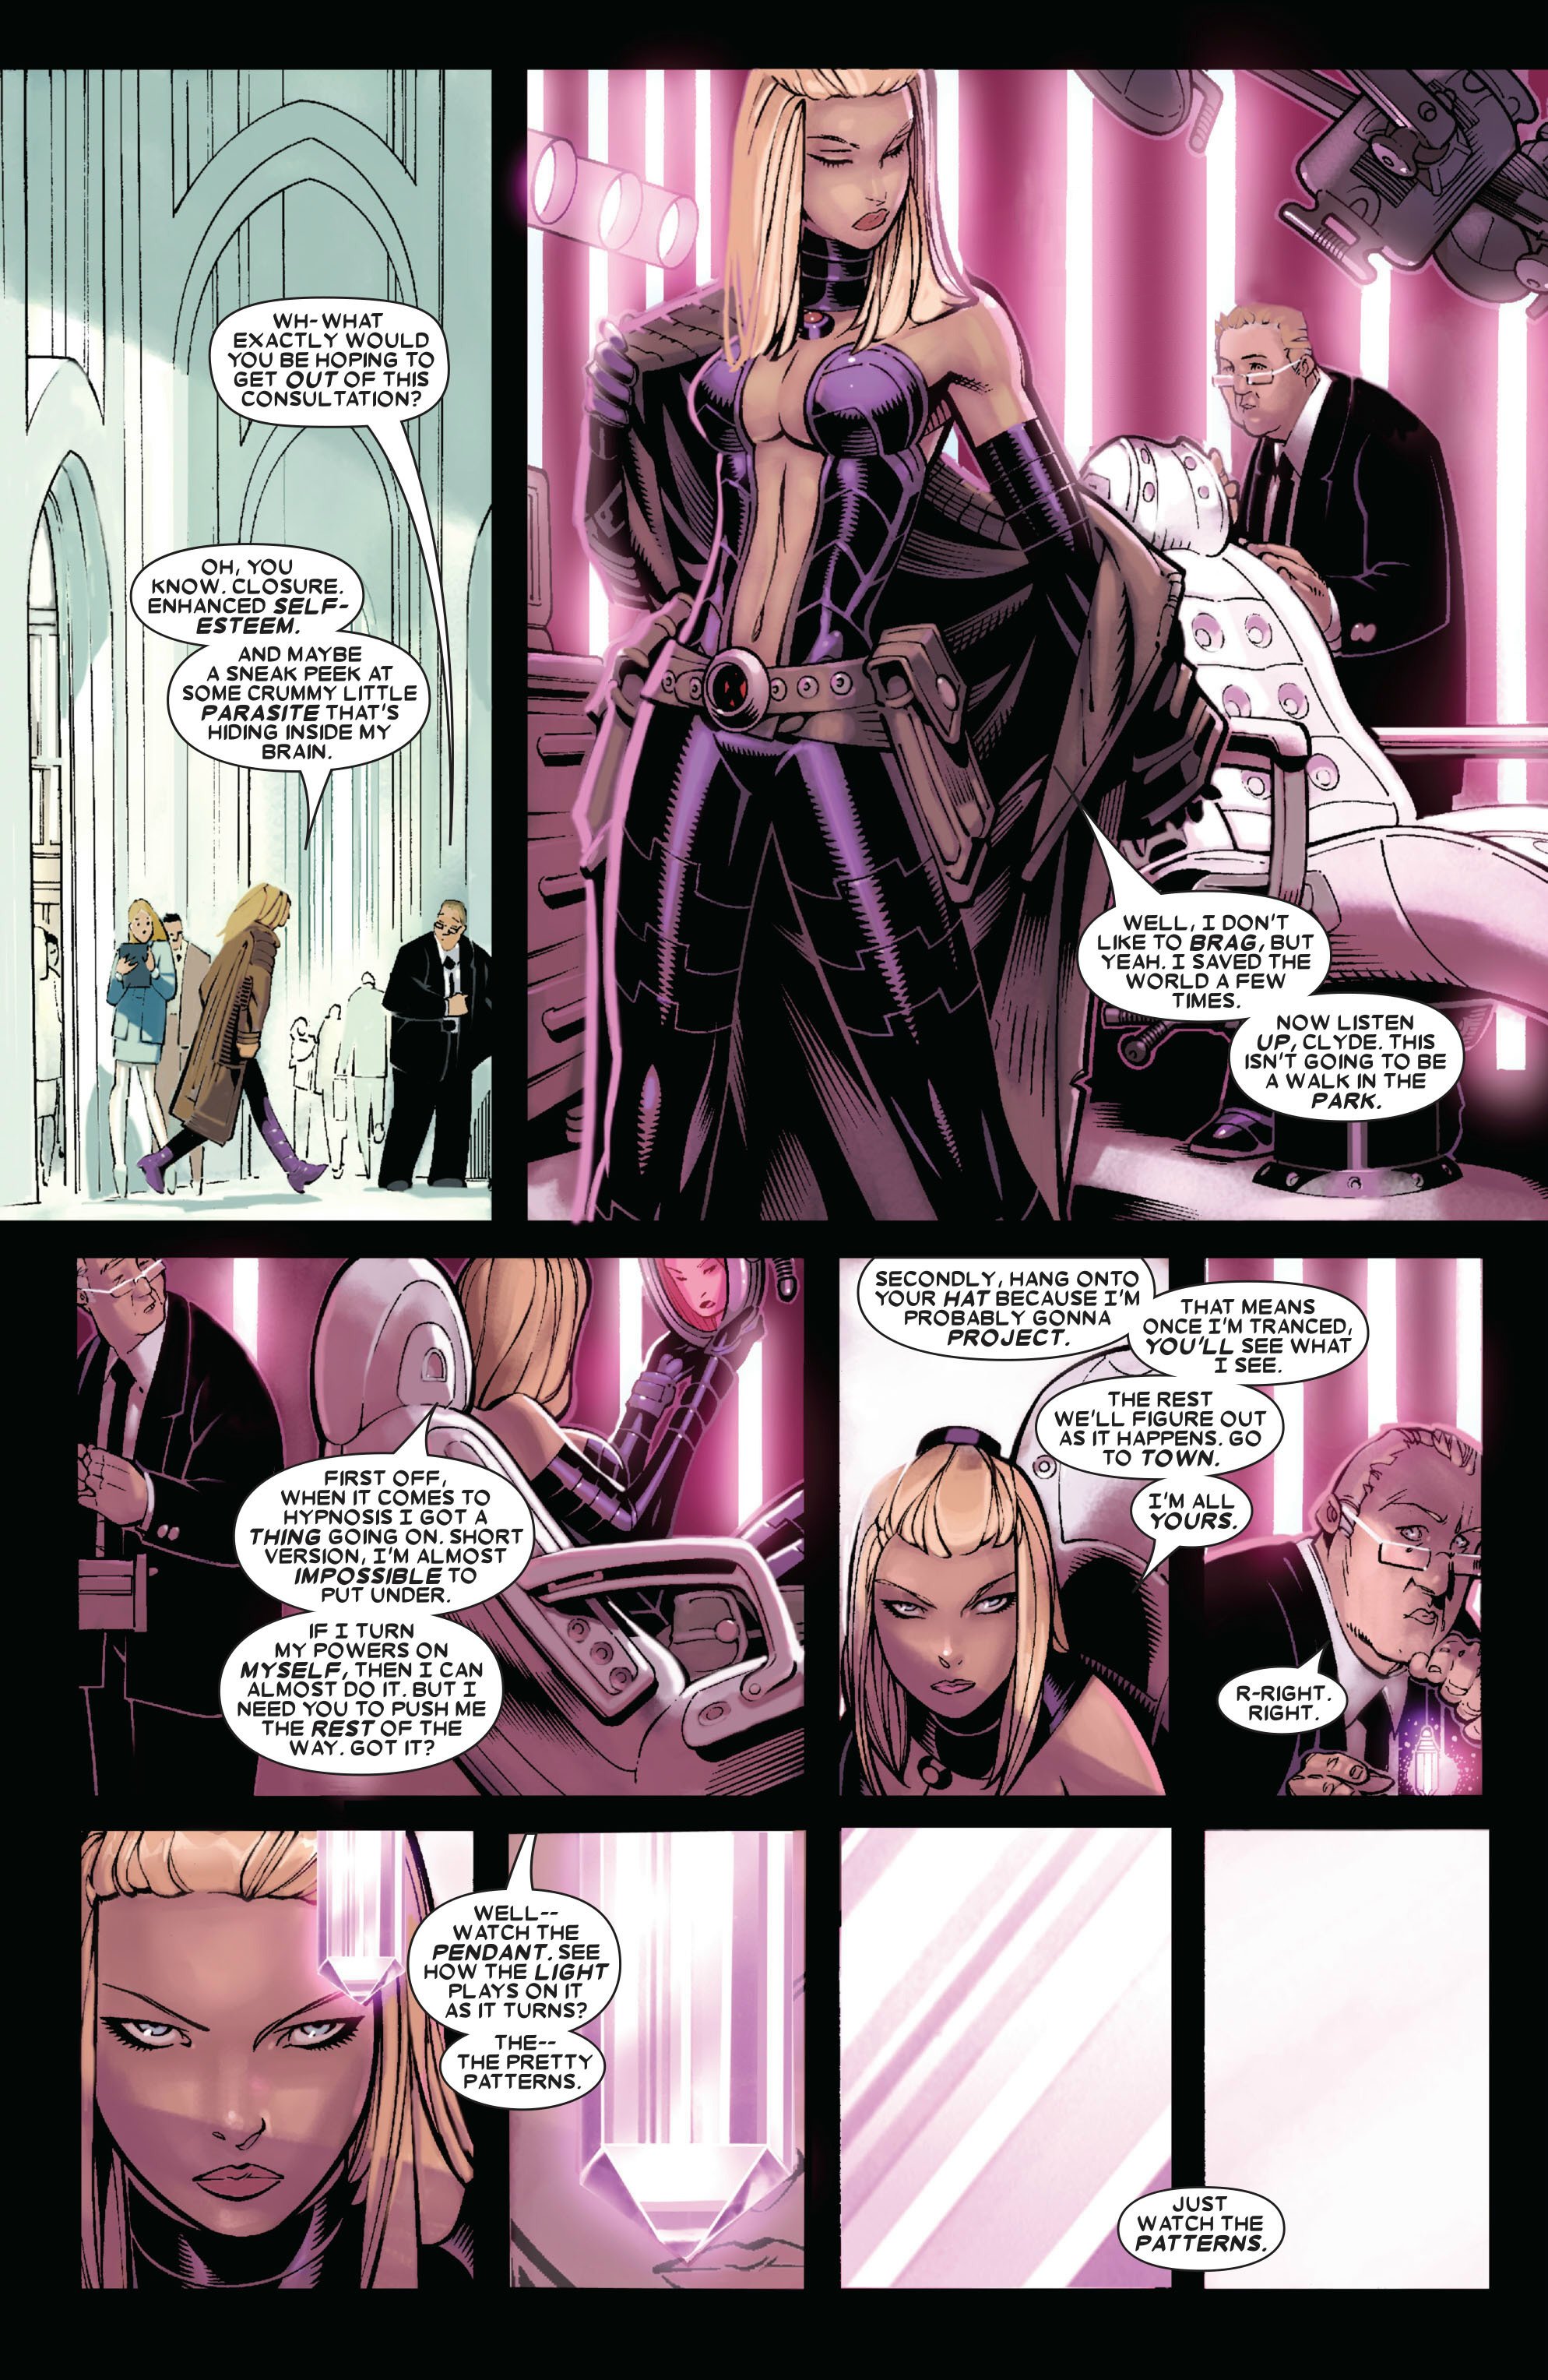 WH-WHAT
EXACTLY WOULD
YOU BE HOPING TO
GET OUT OF THIS
CONSULTATION?
OH, YOU
KNOW. CLOSURE.
ENHANCED SELF-
ESTEEM.
AND MAYBE
A SNEAK PEEK AT
SOME CRUMMY LITTLE
PARASITE THAT'S
HIDING INSIDE MY
BRAIN.
WELL, I DON'T
LIKE TO BRAG, BUT
YEAH. I SAVED THE
WORLD A FEW
TIMES.
NOW LISTEN
UP, CLYDE. THIS
ISN'T GOING TO BE
A WALK IN THE
PARK.
FIRST OFF,
WHEN IT COMES TO
HYPNOSIS I GOT A
THING GOING ON. SHORT
VERSION, I'M ALMOST
IMPOSSIBLE TO
PUT UNDER.
IF I TURN
MY POWERS ON
MYSELF, THEN I CAN
ALMOST DO IT. BUT I
NEED YOU TO PUSH ME
THE REST OF THE
WAY. GOT IT?
SECONDLY, HANG ONTO
YOUR HAT BECAUSE I'M
PROBABLY GONNA
PROJECT.
THAT MEANS
ONCE I'M TRANCED,
YOU'LL SEE WHAT
I SEE.
THE REST
WE'LL FIGURE OUT
AS IT HAPPENS. GO
TO TOWN.
I'M ALL
YOURS.
R-RIGHT.
RIGHT.
WELL--
WATCH THE
PENDANT. SEE
HOW THE LIGHT
PLAYS ON IT
AS IT TURNS?
THE--
THE PRETTY
PATTERNS.
JUST
WATCH THE
PATTERNS.